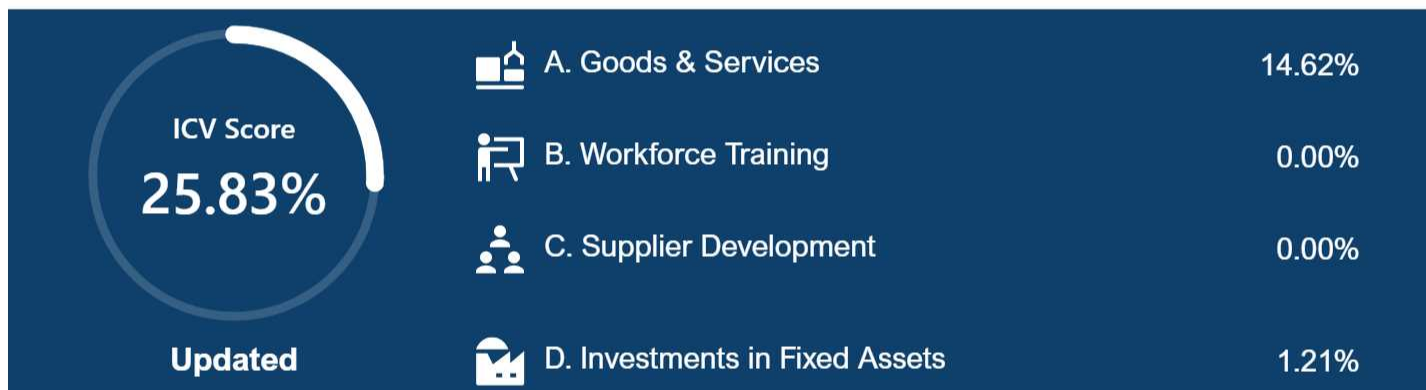 ICV Score
25.83%
Updated
A. Goods & Services 14.62%
B. Workforce Training 0.00%
C. Supplier Development 0.00%
D. Investments in Fixed Assets 1.21%